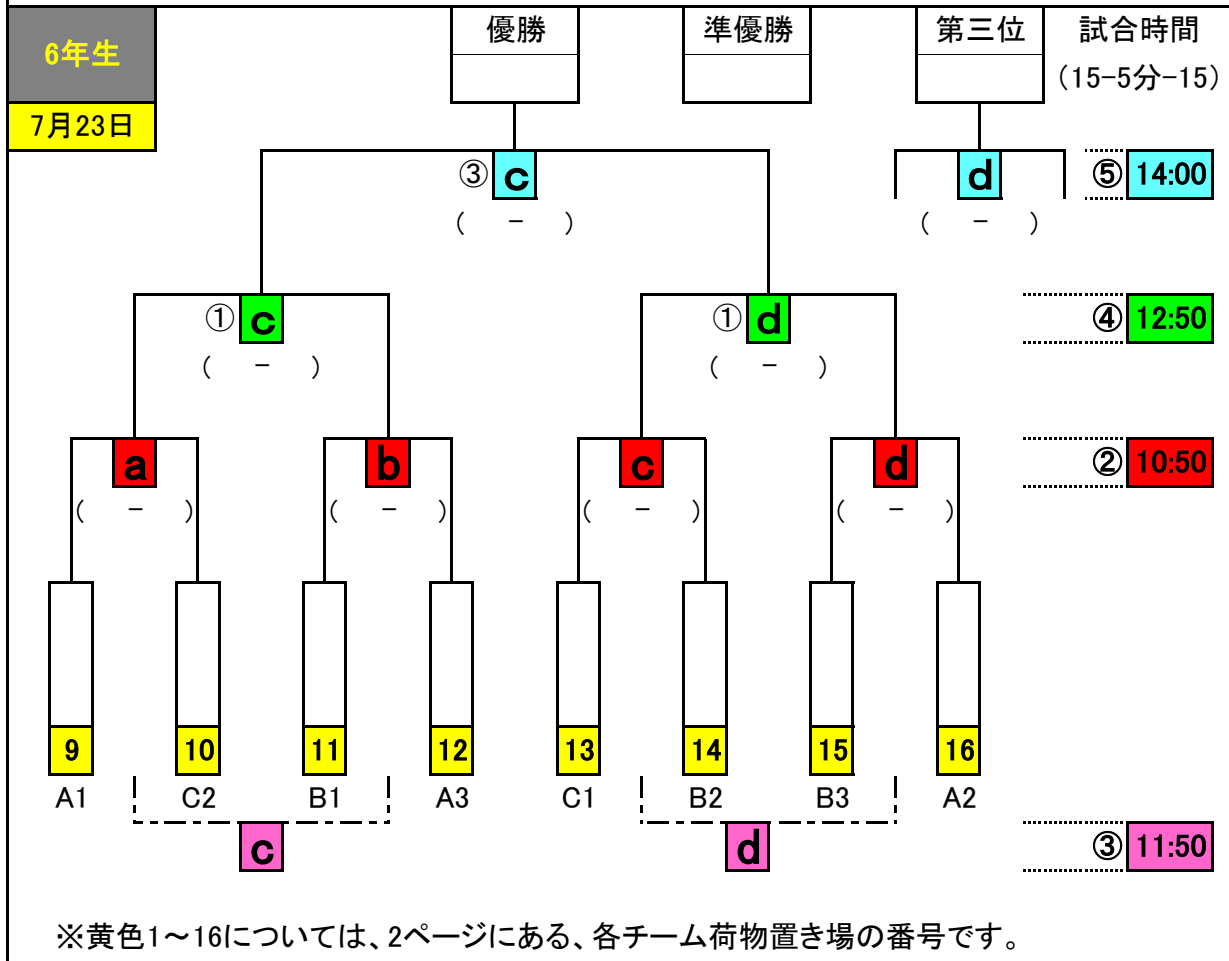 6年生
優勝 準優勝 第三位 試合時間
(15-5分-15)
7月23日
③ c d ⑤ 14:00
( - ) ( - )
① c ① d ④ 12:50
( - ) ( - )
a b c d ② 10:50
( - ) ( - ) ( - ) ( - )
9 10 11 12 13 14 15 16
A1 C2 B1 A3 C1 B2 B3 A2
c d ③ 11:50
※黄色1～16については、2ページにある、各チーム荷物置き場の番号です。